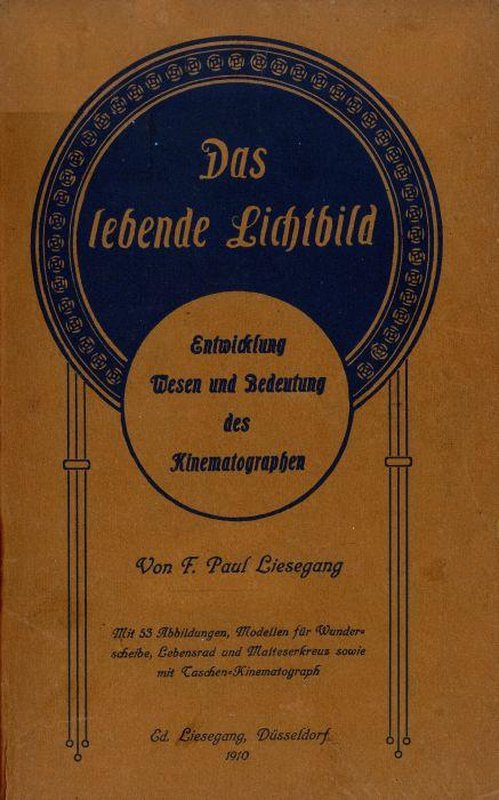 Das
lebende Lichtbild
Entwicklung
Wesen und Bedeutung
des
Kinematographen
Von F. Paul Liesegang
Mit 53 Abbildungen, Modellen für Wunder=
scheibe, Lebensrad und Malteserkreuz sowie
mit Taschen=Kinematograph
Ed. Liesegang, Düsseldorf
1910